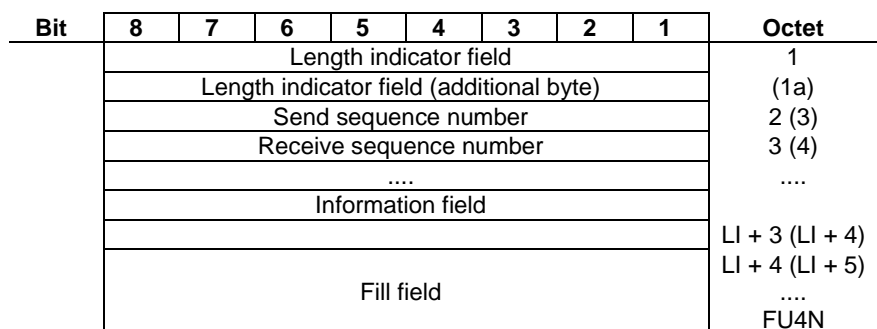 Bit 8 7 6 5 4 3 2 1 Octet
Length indicator field 1
Length indicator field (additional byte) (1a)
Send sequence number 2 (3)
Receive sequence number 3 (4)
.... ....
Information field
LI + 3 (LI + 4)
LI + 4 (LI + 5)
Fill field ....
FU4N